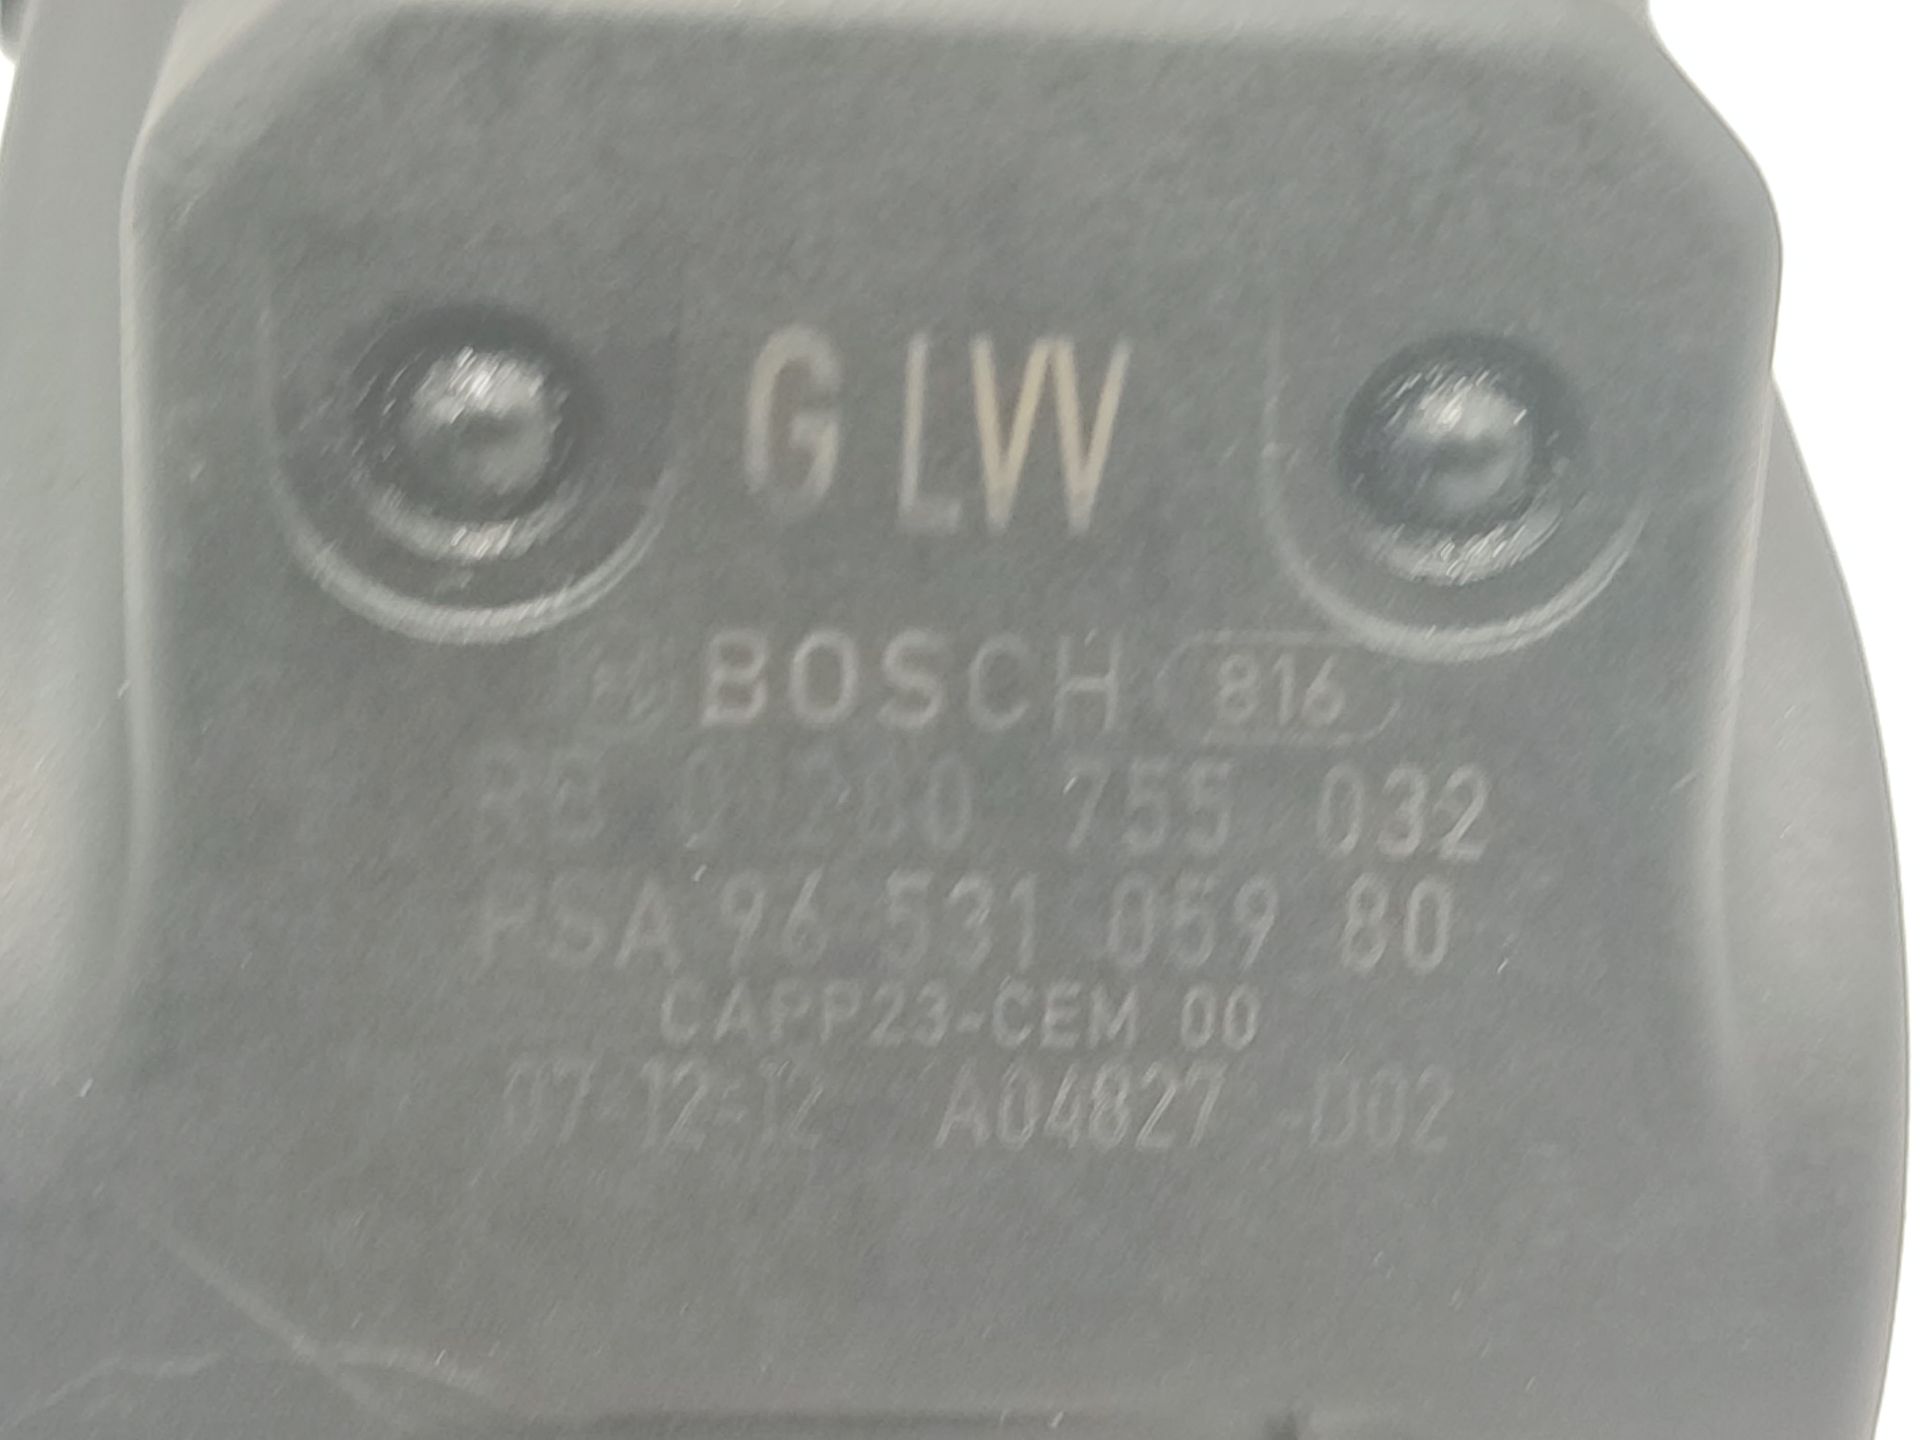 GLW
BOSCH 816
RB 0 280 755 032
PSA 96 531 059 80
CAPP23-CEM 00
07-12-12 A04827 -D02